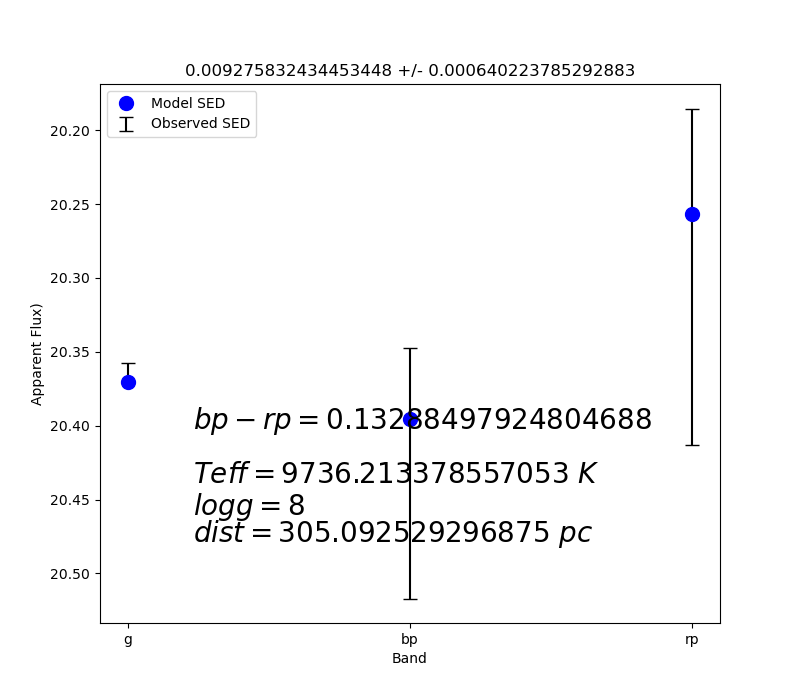 0.009275832434453448 +/- 0.000640223785292883
Model SED
Observed SED
20.20
20.25
20.30
20.35
20.40
20.45
20.50
Apparent Flux)
bp − rp = 0.13288497924804688
Teff = 9736.213378557053 K
logg = 8
dist = 305.092529296875 pc
g
bp
rp
Band